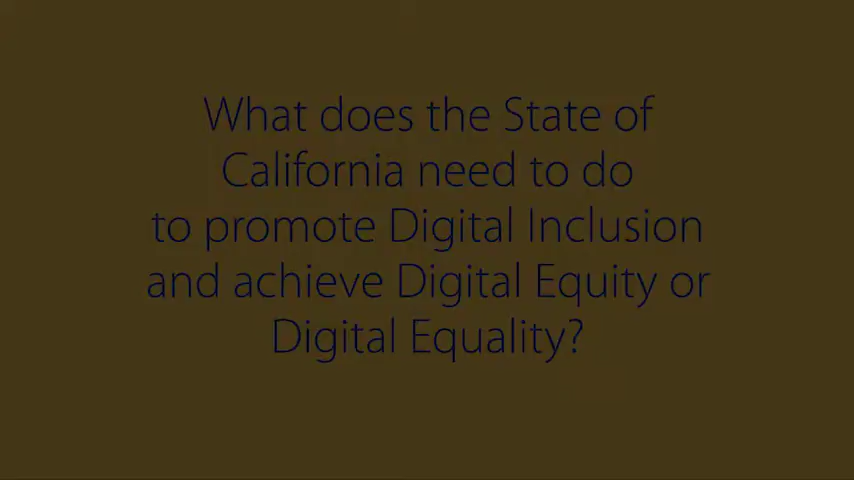 What does the State of
California need to do
to promote Digital Inclusion
and achieve Digital Equity or
Digital Equality?